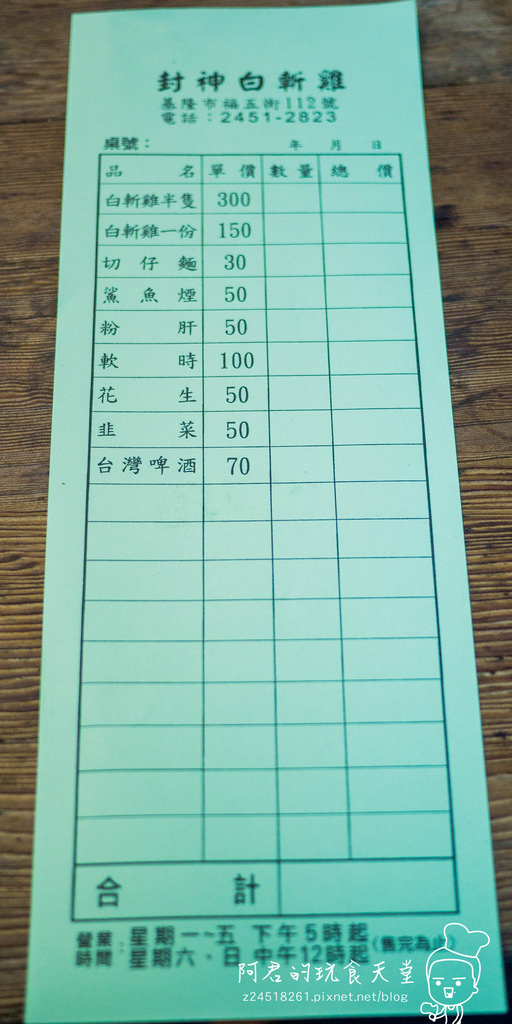 封神白斬雞
基隆市福五街112號
電話：2451-2823
桌號： 年 月 日
品名 單價 數量 總價
白斬雞半隻 300
白斬雞一份 150
切仔麵 30
鯊魚煙 50
粉肝 50
軟時 100
花生 50
韭菜 50
台灣啤酒 70
合計
營業時間：星期一~五 下午5時起
星期六、日 中午12時起(售完為止)
阿君的玩食天堂
z24518261.pixnet.net/blog